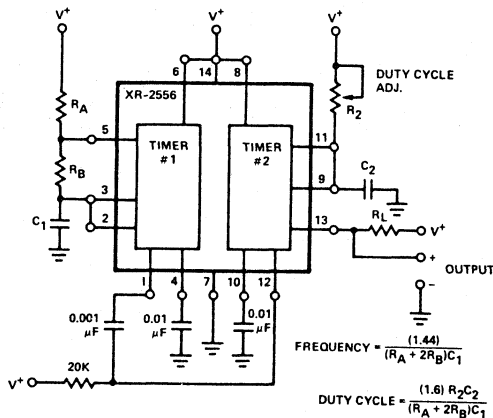 V+ V+ V+
6 14 8
XR-2556
DUTY CYCLE
ADJ.
RA
R2
5
TIMER
#1
TIMER
#2
11
RB
3
9
C2
C1
2
13
RL
V+
+
OUTPUT
−
1 4 7 10 12
0.001
μF
0.01
μF
0.01
μF
20K
V+
FREQUENCY = (1.44) / (RA + 2RB)C1
DUTY CYCLE = (1.6) R2C2 / (RA + 2RB)C1